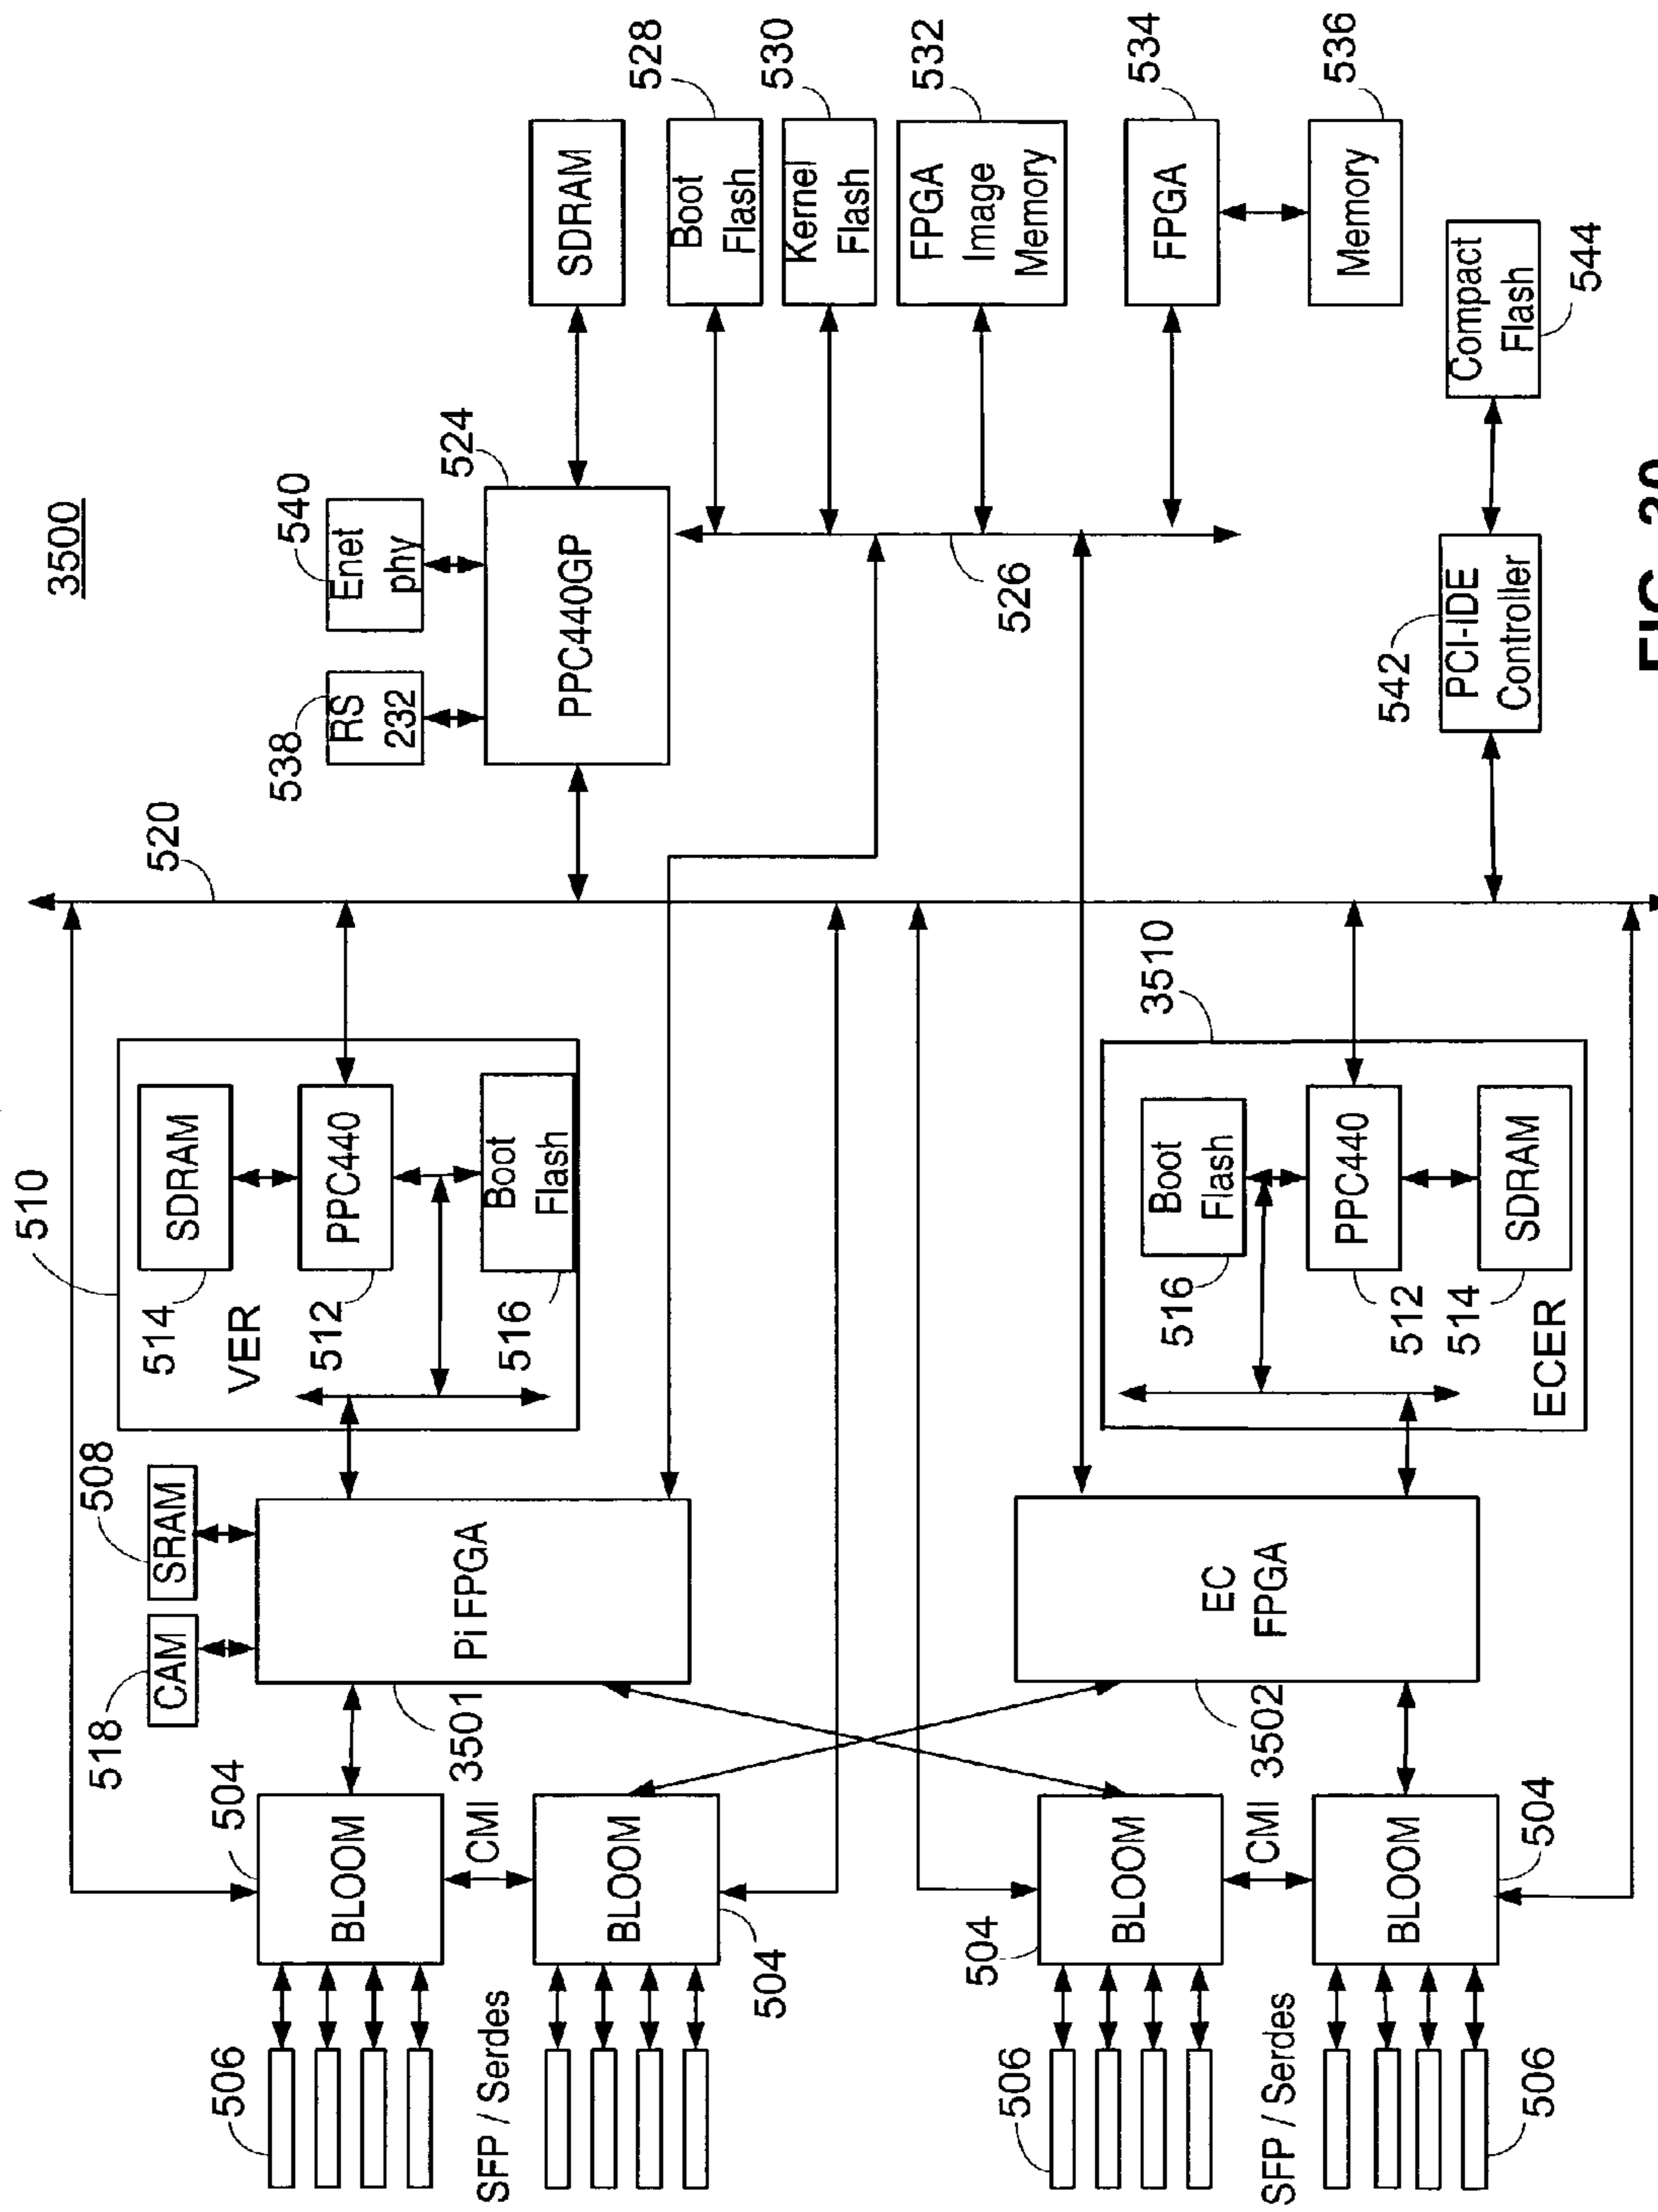 510
3500
518
508
520
CAM
SRAM
514
SDRAM
506
504
VER
538
540
RS
232
Enet
phy
BLOOM
512
PPC440
524
3501
Pi FPGA
CMI
SFP / Serdes
516
Boot
Flash
PPC440GP
SDRAM
BLOOM
528
Boot
Flash
504
530
Kernel
Flash
532
FPGA
Image
Memory
526
504
506
BLOOM
3510
534
FPGA
516
Boot
Flash
CMI
3502
EC
FPGA
SFP / Serdes
PPC440
512
536
Memory
BLOOM
542
514
SDRAM
PCI-IDE
Controller
Compact
Flash
506
504
ECER
544
FIG.